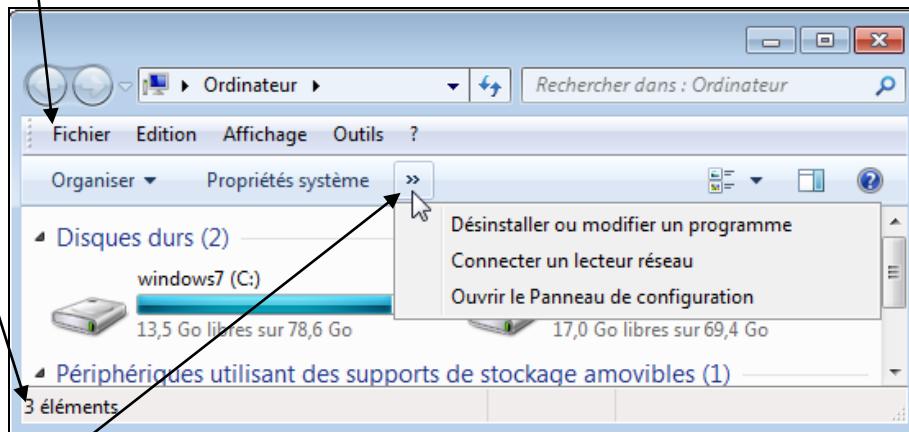 Ordinateur
Rechercher dans : Ordinateur
Fichier Edition Affichage Outils ?
Organiser Propriétés système »
Désinstaller ou modifier un programme
Connecter un lecteur réseau
Ouvrir le Panneau de configuration
Disques durs (2)
windows7 (C:)
13,5 Go libres sur 78,6 Go
17,0 Go libres sur 69,4 Go
Périphériques utilisant des supports de stockage amovibles (1)
3 éléments